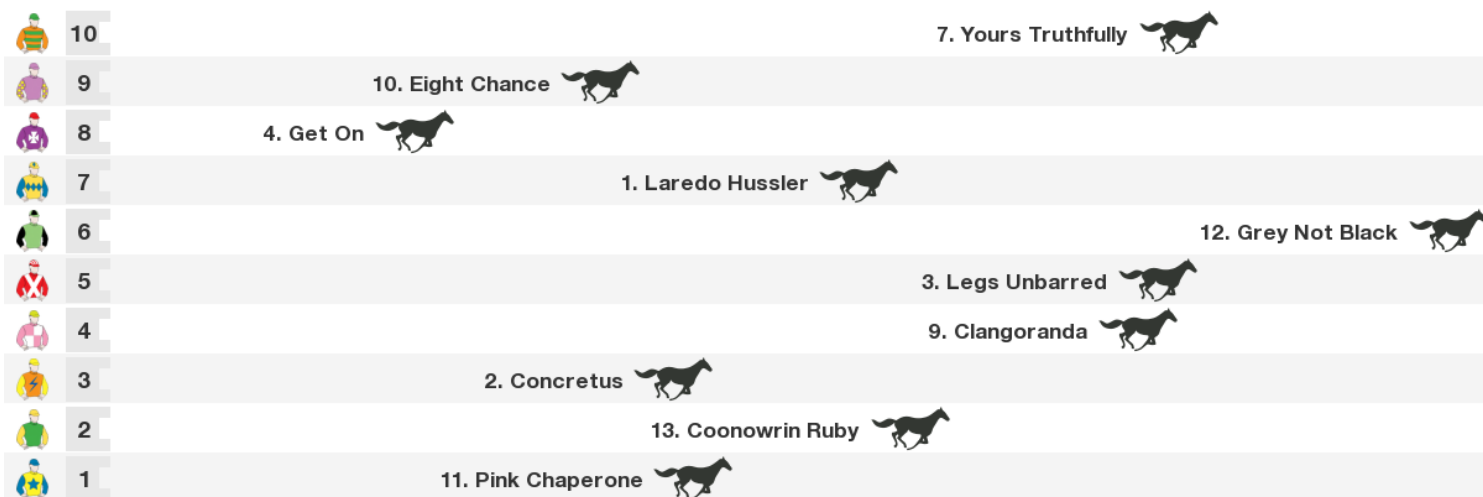 10 7. Yours Truthfully
9 10. Eight Chance
8 4. Get On
7 1. Laredo Hussler
6 12. Grey Not Black
5 3. Legs Unbarred
4 9. Clangoranda
3 2. Concretus
2 13. Coonowrin Ruby
1 11. Pink Chaperone